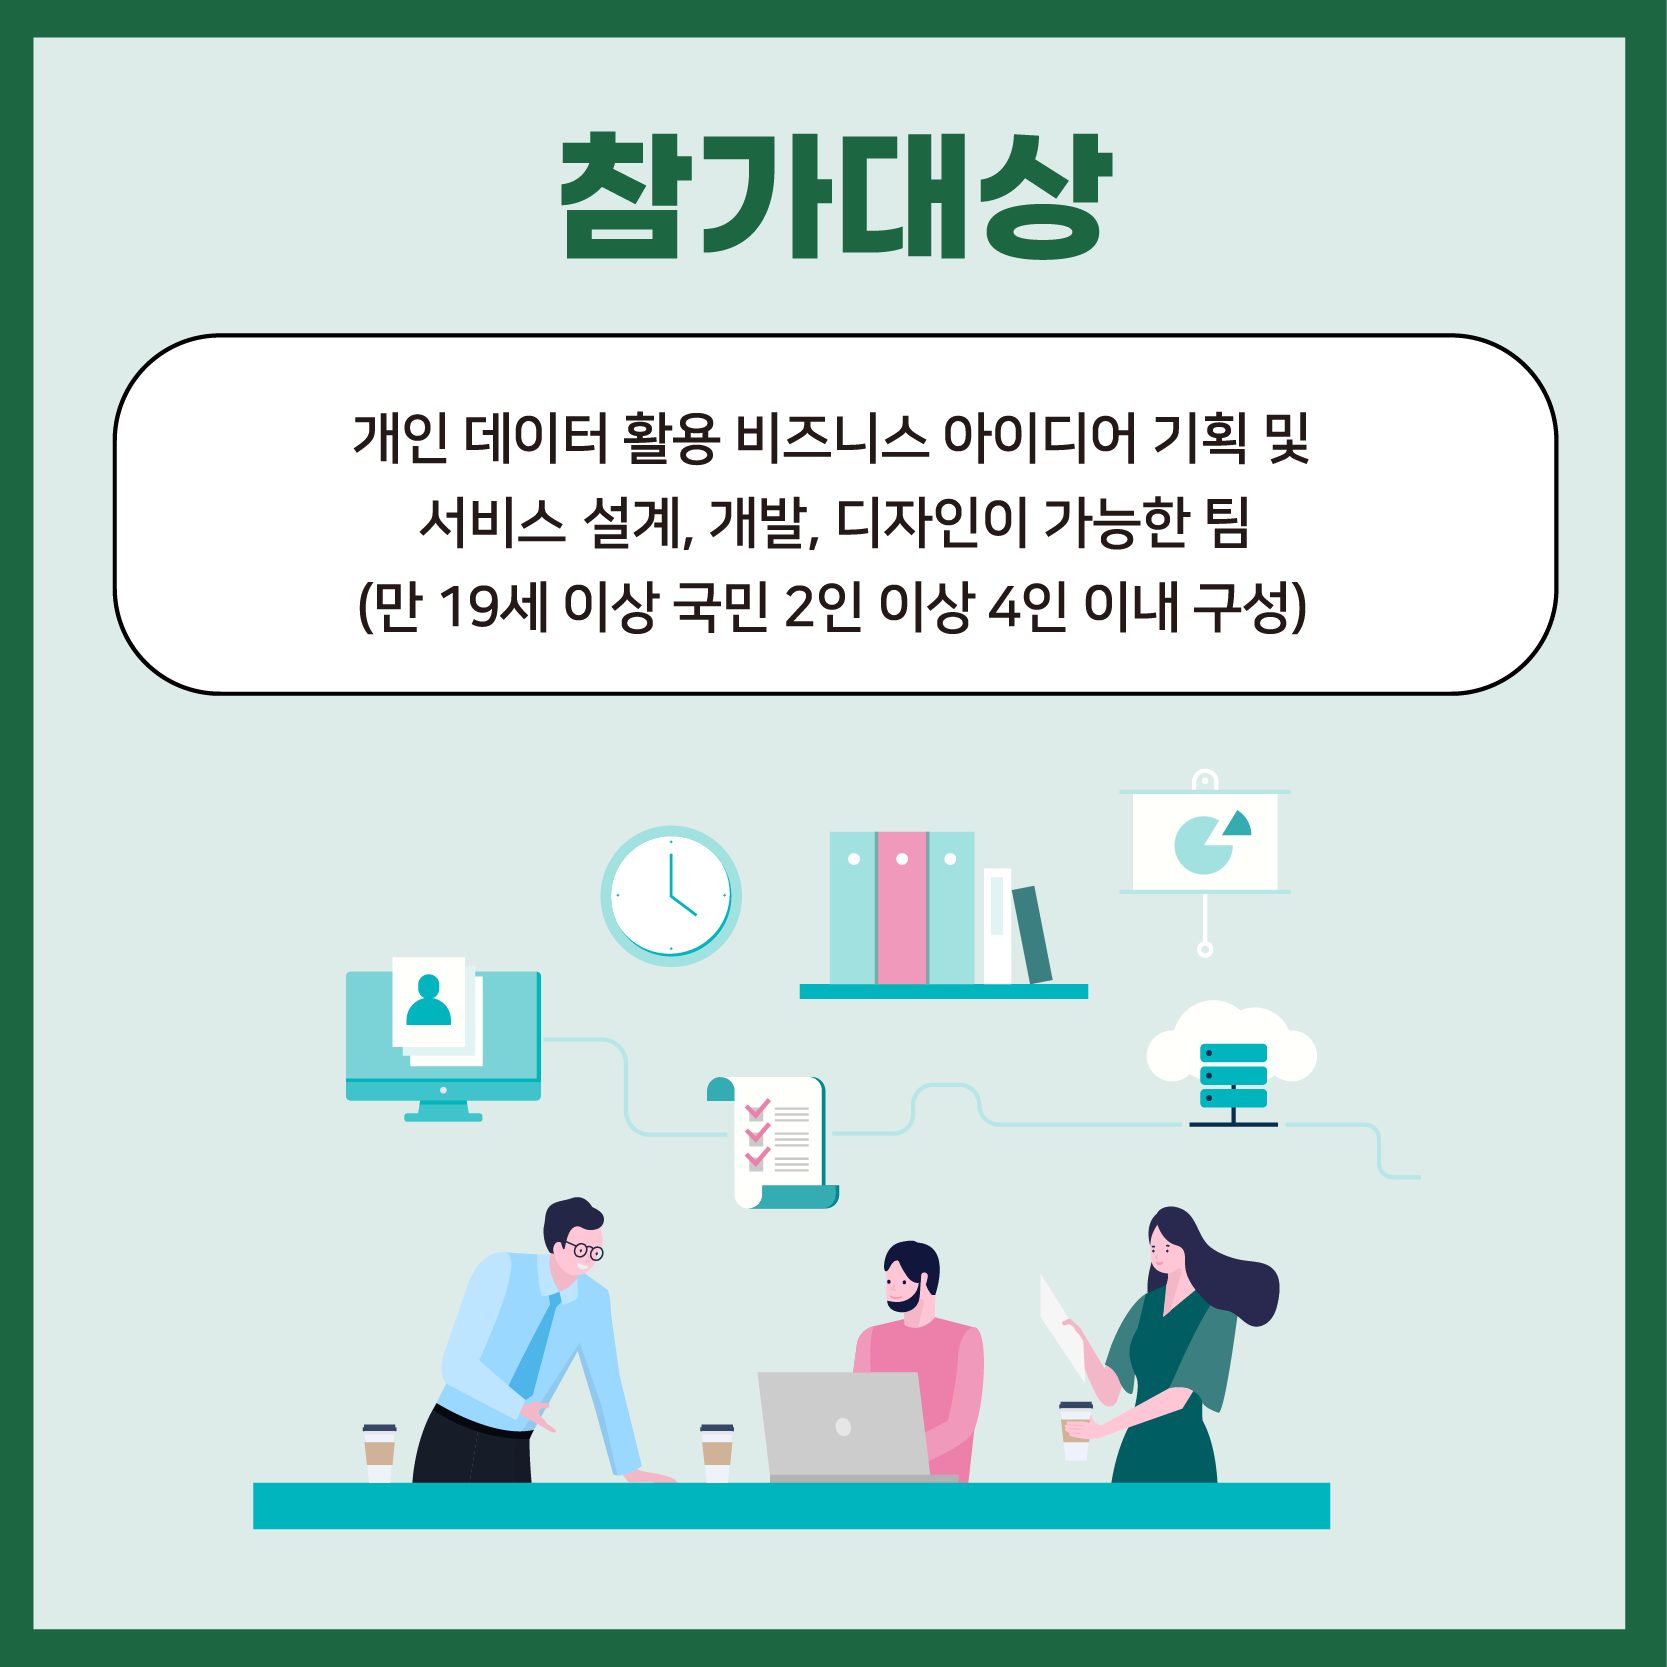 참가대상
개인 데이터 활용 비즈니스 아이디어 기획 및
서비스 설계, 개발, 디자인이 가능한 팀
(만 19세 이상 국민 2인 이상 4인 이내 구성)